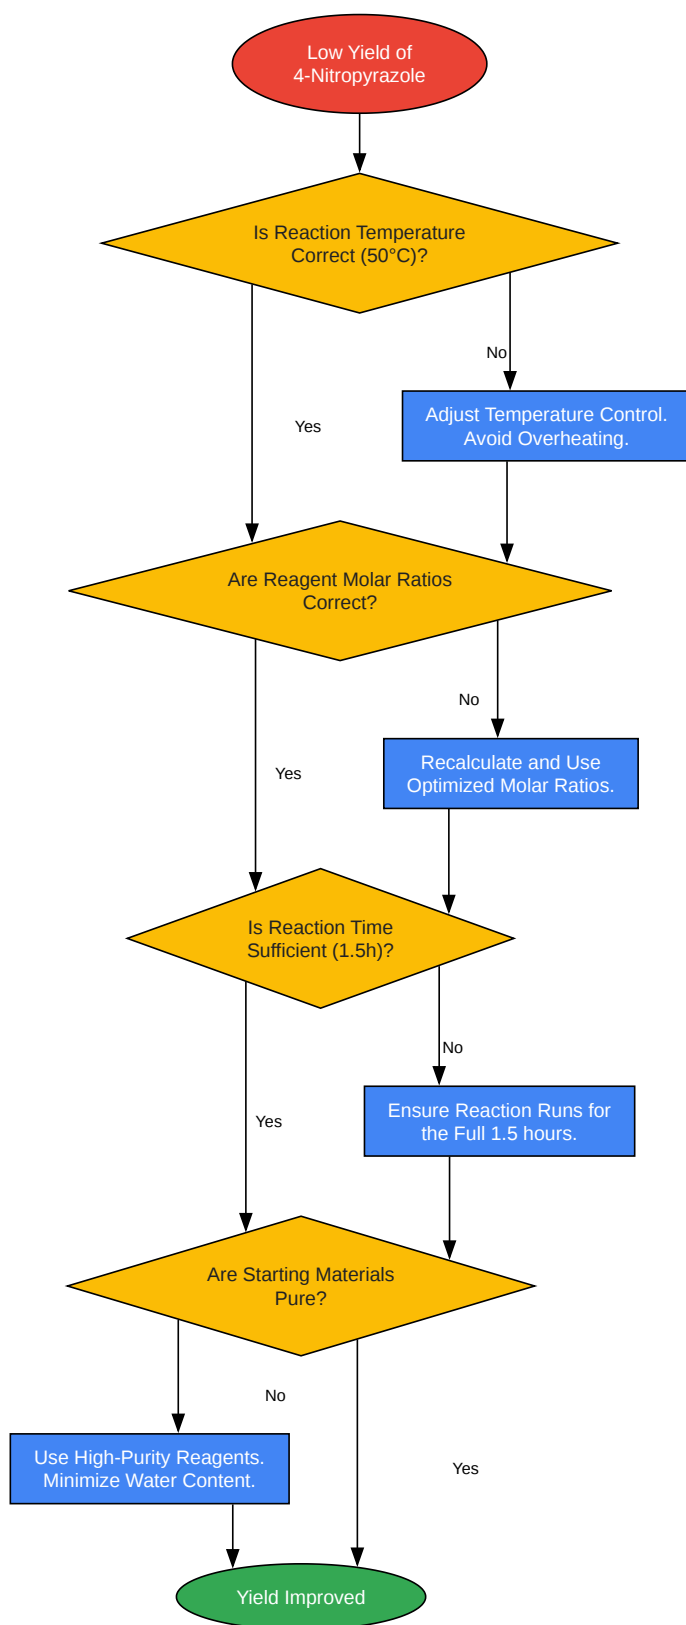 Low Yield of
4-Nitropyrazole
Is Reaction Temperature
Correct (50°C)?
No
Adjust Temperature Control.
Avoid Overheating.
Yes
Are Reagent Molar Ratios
Correct?
No
Recalculate and Use
Optimized Molar Ratios.
Yes
Is Reaction Time
Sufficient (1.5h)?
No
Ensure Reaction Runs for
the Full 1.5 hours.
Yes
Are Starting Materials
Pure?
No
Use High-Purity Reagents.
Minimize Water Content.
Yes
Yield Improved